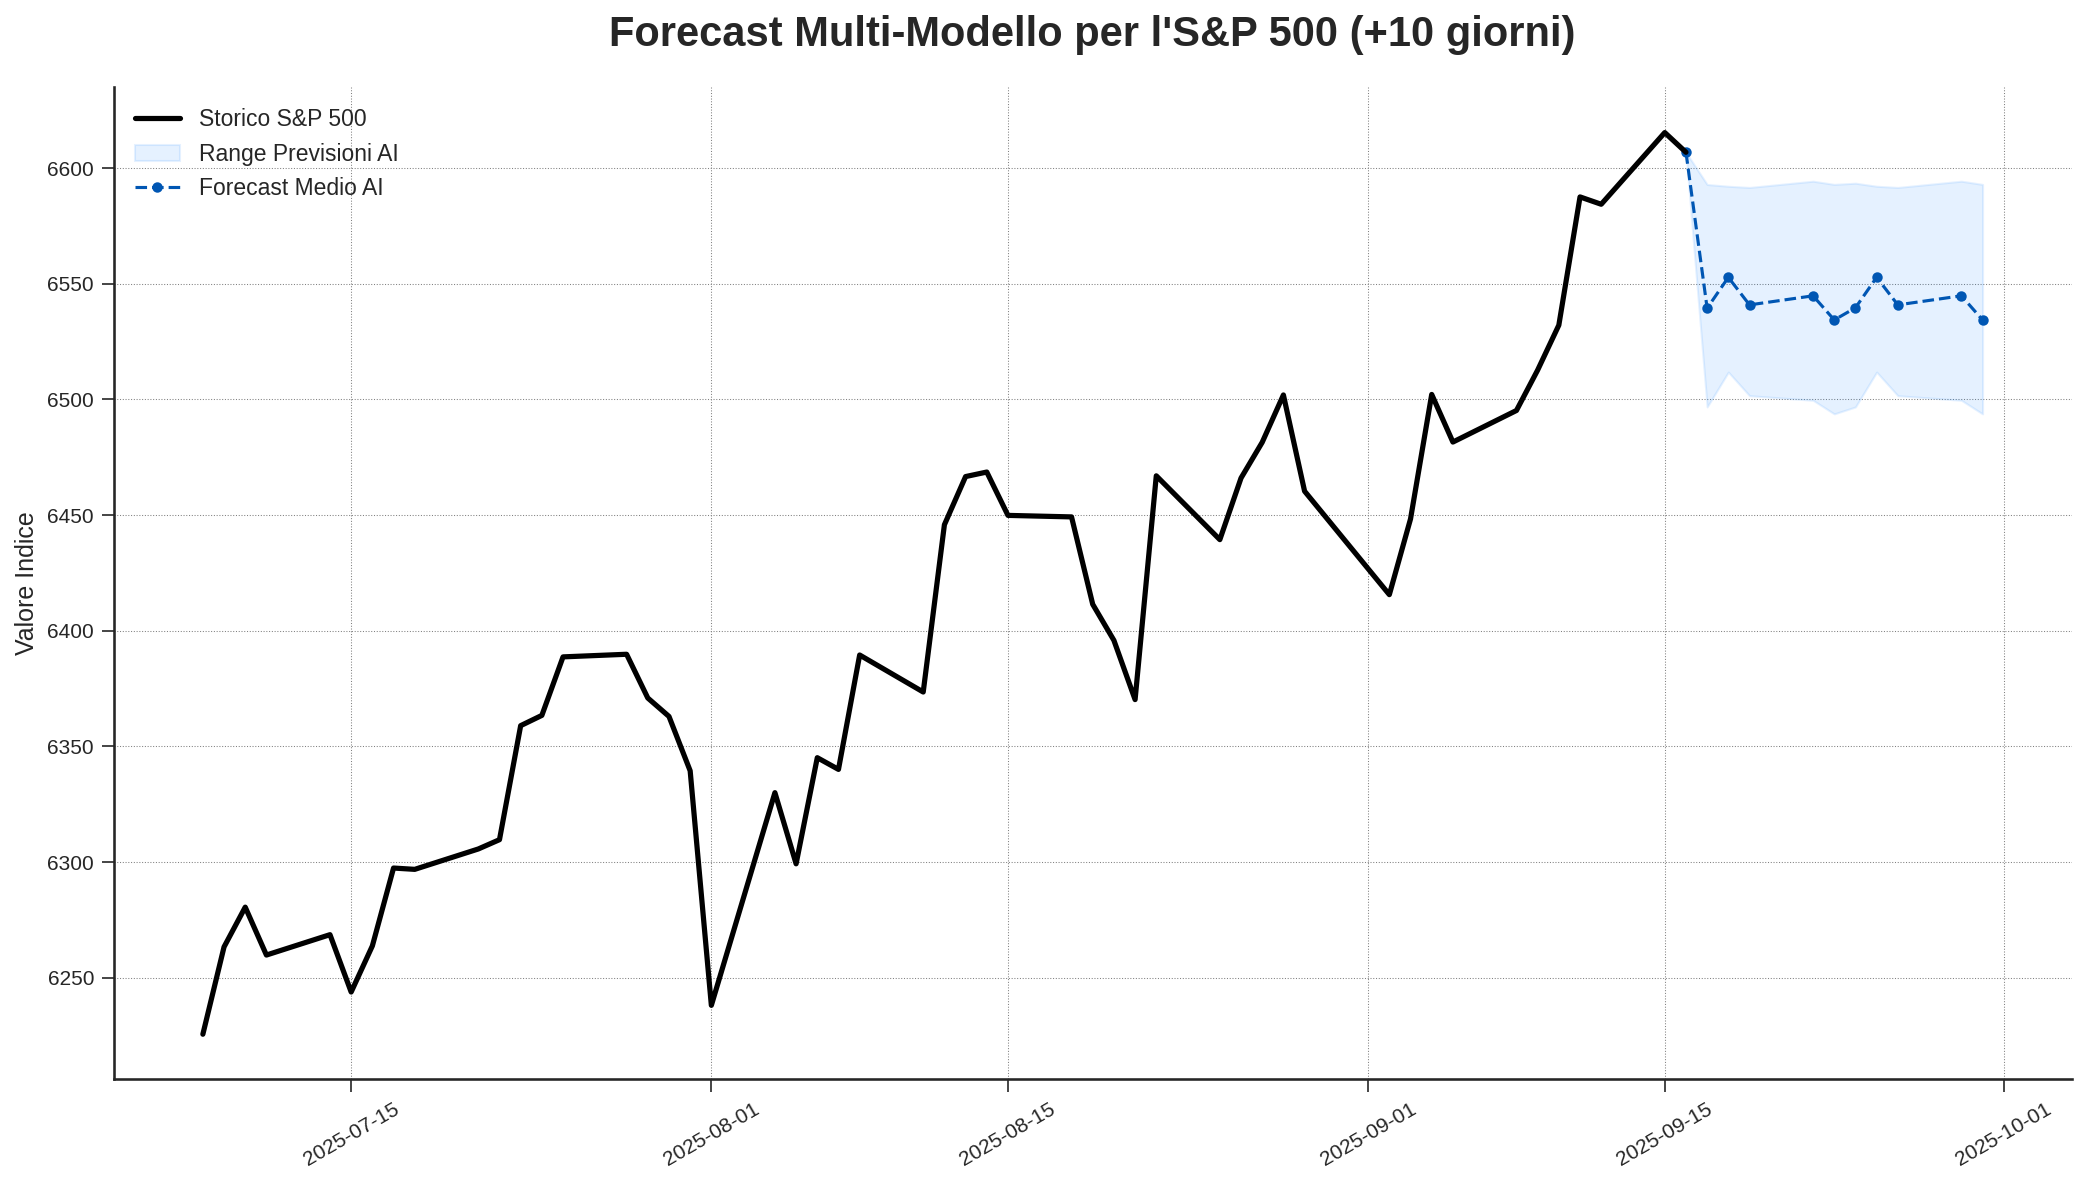 Forecast Multi-Modello per l'S&P 500 (+10 giorni)
Storico S&P 500
Range Previsioni AI
Forecast Medio AI
Valore Indice
6600
6550
6500
6450
6400
6350
6300
6250
2025-07-15
2025-08-01
2025-08-15
2025-09-01
2025-09-15
2025-10-01